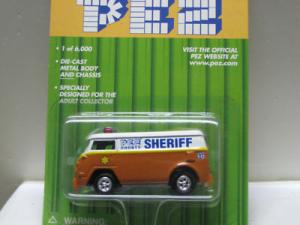 PEZ
• 1 of 6,000
• DIE-CAST
METAL BODY
AND CHASSIS
• SPECIALLY
DESIGNED FOR THE
ADULT COLLECTOR
VISIT THE OFFICIAL
PEZ WEBSITE AT
www.pez.com
PEZ
COUNTY
SHERIFF
WARNING